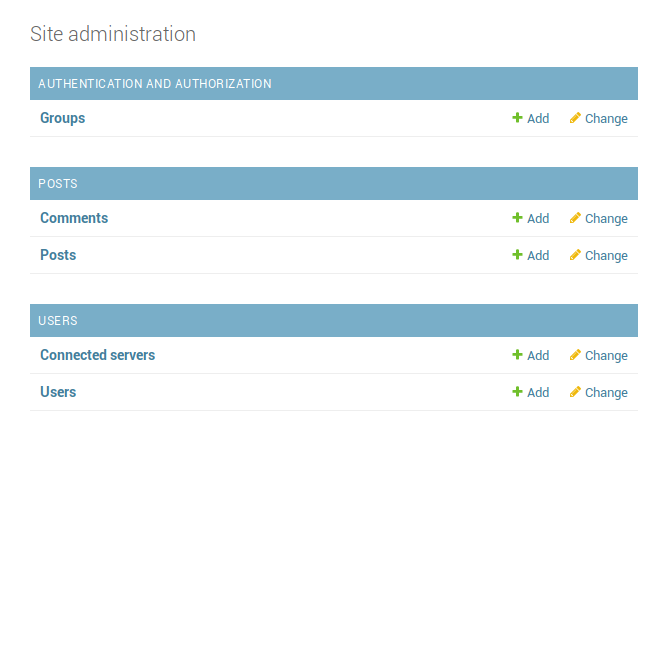 Site administration
AUTHENTICATION AND AUTHORIZATION
Groups Add Change
POSTS
Comments Add Change
Posts Add Change
USERS
Connected servers Add Change
Users Add Change